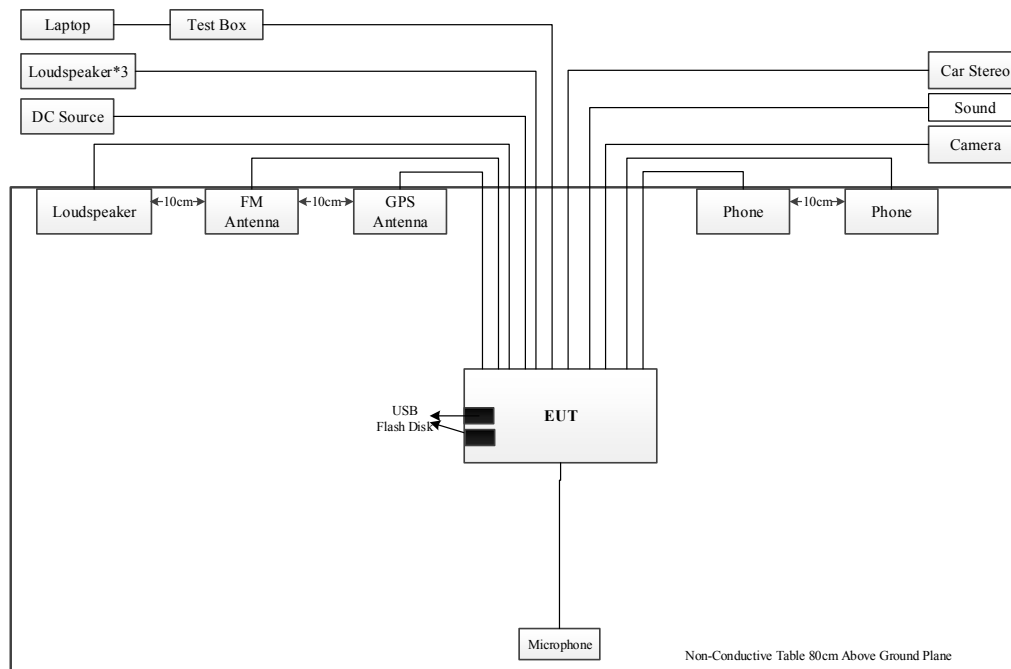 Laptop
Test Box
Loudspeaker*3
Car Stereo
DC Source
Sound
Camera
Loudspeaker
10cm
FM
Antenna
10cm
GPS
Antenna
Phone
10cm
Phone
USB
Flash Disk
EUT
Microphone
Non-Conductive Table 80cm Above Ground Plane